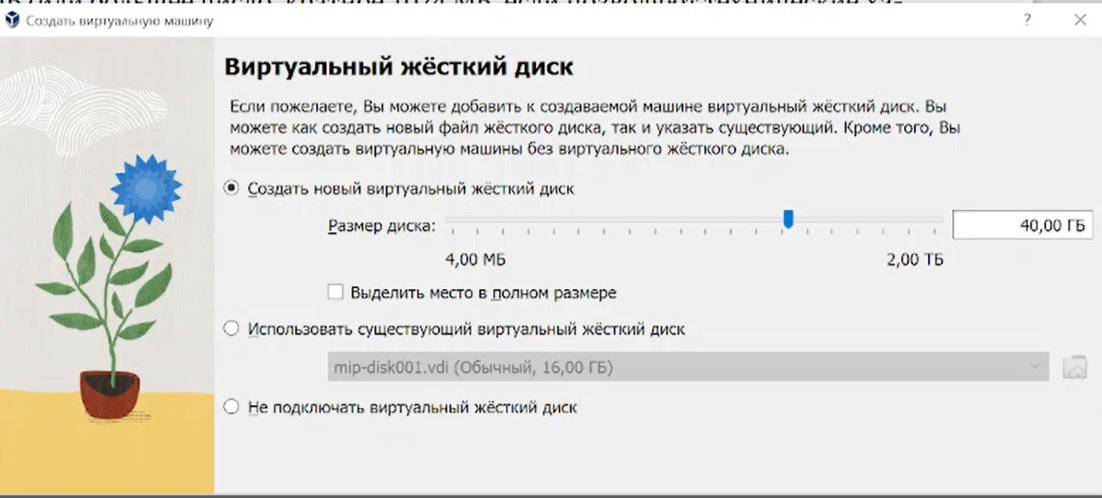 Создать виртуальную машину
?
Виртуальный жёсткий диск
Если пожелаете, Вы можете добавить к создаваемой машине виртуальный жёсткий диск. Вы
можете как создать новый файл жёсткого диска, так и указать существующий. Кроме того, Вы
можете создать виртуальную машины без виртуального жёсткого диска.
Создать новый виртуальный жёсткий диск
Размер диска:
40,00 ГБ
4,00 МБ
2,00 ТБ
Выделить место в полном размере
Использовать существующий виртуальный жёсткий диск
mip-disk001.vdi (Обычный, 16,00 ГБ)
Не подключать виртуальный жёсткий диск